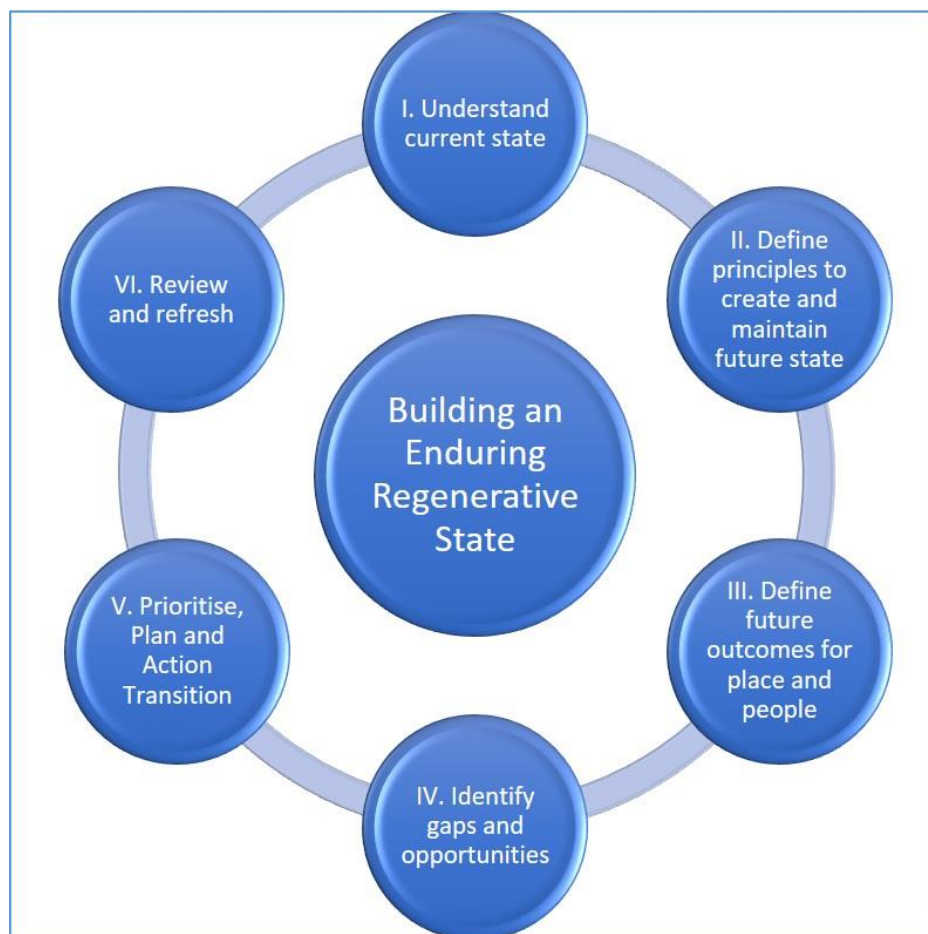 I. Understand
current state
II. Define
principles to
create and
maintain
future state
III. Define
future
outcomes for
place and
people
IV. Identify
gaps and
opportunities
V. Prioritise,
Plan and
Action
Transition
VI. Review
and refresh
Building an
Enduring
Regenerative
State